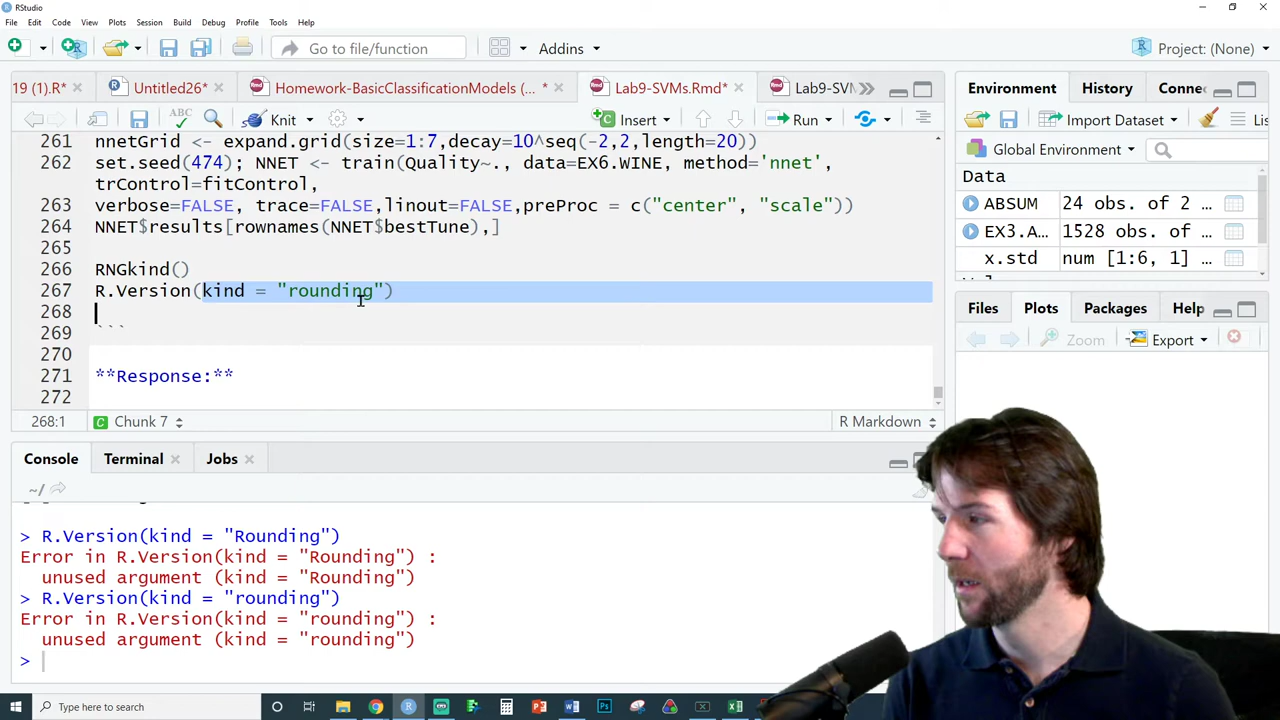 RStudio
File Edit Code View Plots Session Build Debug Profile Tools Help
Go to file/function
Addins
Project: (None)
19 (1).R*
Untitled26*
Homework-BasicClassificationModels (... *
Lab9-SVMs.Rmd*
Lab9-SVM
Environment History Connec
Knit
Insert
Run
Import Dataset
Lis
Global Environment
Data
ABSUM 24 obs. of 2 ...
EX3.A... 1528 obs. of ...
x.std num [1:6, 1] ...
261 nnetGrid <- expand.grid(size=1:7,decay=10^seq(-2,2,length=20))
262 set.seed(474); NNET <- train(Quality~., data=EX6.WINE, method='nnet',
trControl=fitControl,
263 verbose=FALSE, trace=FALSE,linout=FALSE,preProc = c("center", "scale"))
264 NNET$results[rownames(NNET$bestTune),]
265
266 RNGkind()
267 R.Version(kind = "rounding")
268
269 ```
270
271 **Response:**
272
268:1 Chunk 7 R Markdown
Files Plots Packages Help
Zoom Export
Console Terminal Jobs
~/
> R.Version(kind = "Rounding")
Error in R.Version(kind = "Rounding") :
unused argument (kind = "Rounding")
> R.Version(kind = "rounding")
Error in R.Version(kind = "rounding") :
unused argument (kind = "rounding")
>
Type here to search